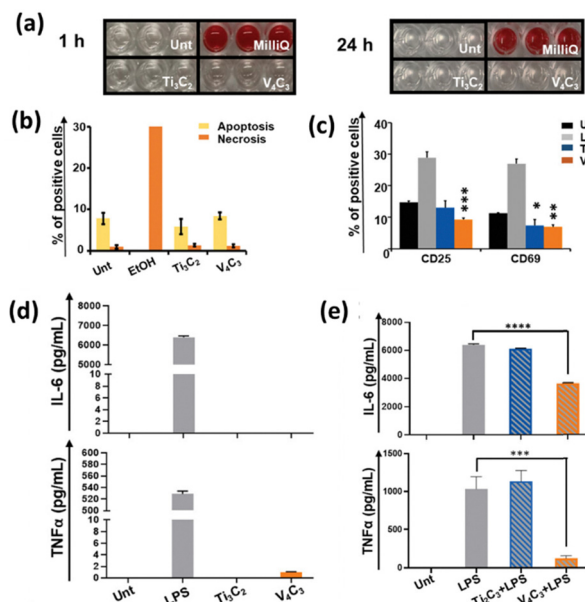 (a)
1 h
Unt
MilliQ
Ti3C2
V4C3
24 h
Unt
MilliQ
Ti3C2
V4C3
(b)
% of positive cells
30
20
10
0
Apoptosis
Necrosis
Unt
EtOH
Ti3C2
V4C3
(c)
% of positive cells
40
30
20
10
0
U
L
T
V
***
*
**
CD25
CD69
(d)
IL-6 (pg/mL)
8000
7000
6000
5000
10
8
6
4
2
0
TNFα (pg/mL)
600
580
560
540
520
500
10
8
6
4
2
0
Unt
LPS
Ti3C2
V4C3
(e)
IL-6 (pg/mL)
8000
6000
4000
2000
0
****
TNFα (pg/mL)
1500
1000
500
0
***
Unt
LPS
Ti3C3+LPS
V4C3+LPS